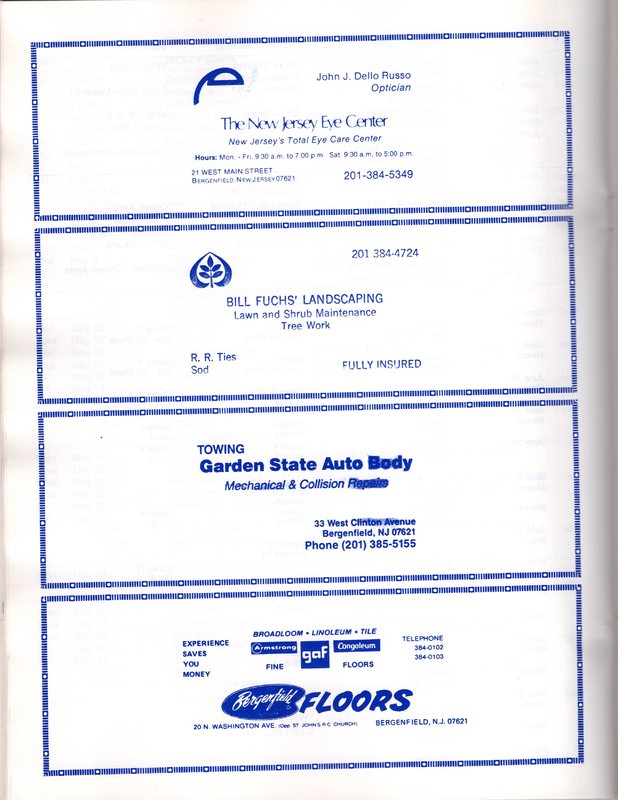 John J. Dello Russo
Optician
The New Jersey Eye Center
New Jersey's Total Eye Care Center
Hours: Mon. - Fri. 9:30 a.m. to 7:00 p.m. Sat. 9:30 a.m. to 5:00 p.m.
21 WEST MAIN STREET
BERGENFIELD, NEW JERSEY 07621
201-384-5349
201 384-4724
BILL FUCHS' LANDSCAPING
Lawn and Shrub Maintenance
Tree Work
R. R. Ties
Sod
FULLY INSURED
TOWING
Garden State Auto Body
Mechanical & Collision Repairs
33 West Clinton Avenue
Bergenfield, NJ 07621
Phone (201) 385-5155
BROADLOOM • LINOLEUM • TILE
EXPERIENCE
SAVES
YOU
MONEY
Armstrong
gaf
Congoleum
FINE FLOORS
TELEPHONE
384-0102
384-0103
Bergenfield FLOORS
20 N. WASHINGTON AVE. (Opp. ST. JOHN'S R.C. CHURCH) BERGENFIELD, N.J. 07621